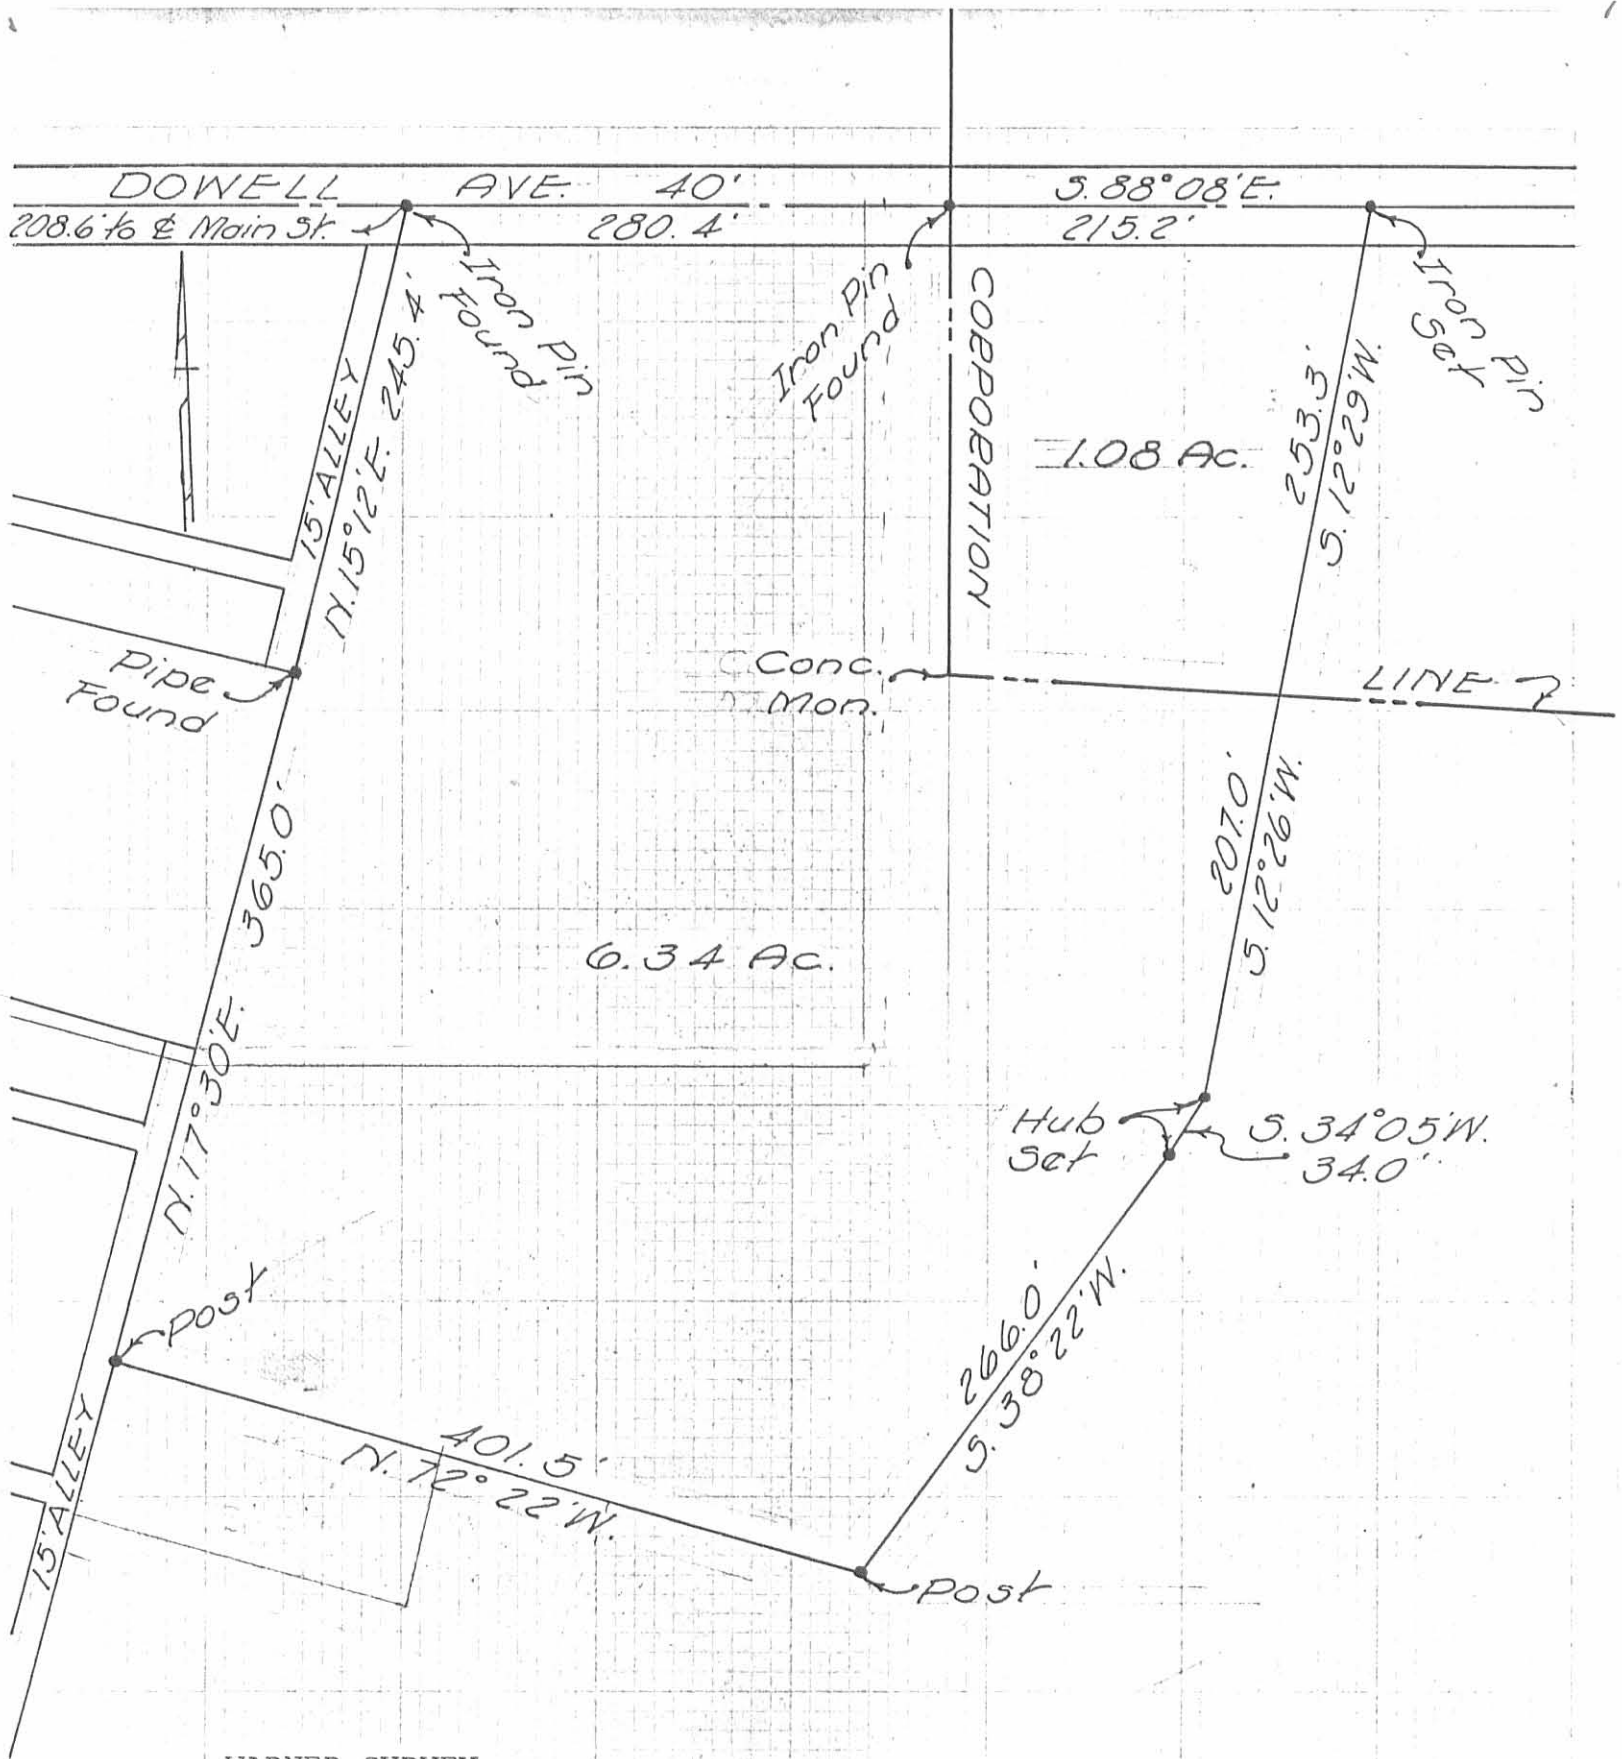 DOWELL AVE. 40'
S.88°08'E.
208.6' to ℄ Main St.
280.4'
215.2'
Iron Pin
Found
Iron Pin
Found
Iron Pin
Set
15' ALLEY
N.15°12'E. 245.4'
CORPORATION
1.08 Ac.
253.3'
S.12°29'W.
Pipe
Found
Conc.
Mon.
LINE
365.0'
N.17°30'E.
207.0'
S.12°26'W.
6.34 Ac.
Hub
Set
S.34°05'W.
34.0'
Post
266.0'
S.38°22'W.
401.5'
N.72°22'W.
15' ALLEY
Post